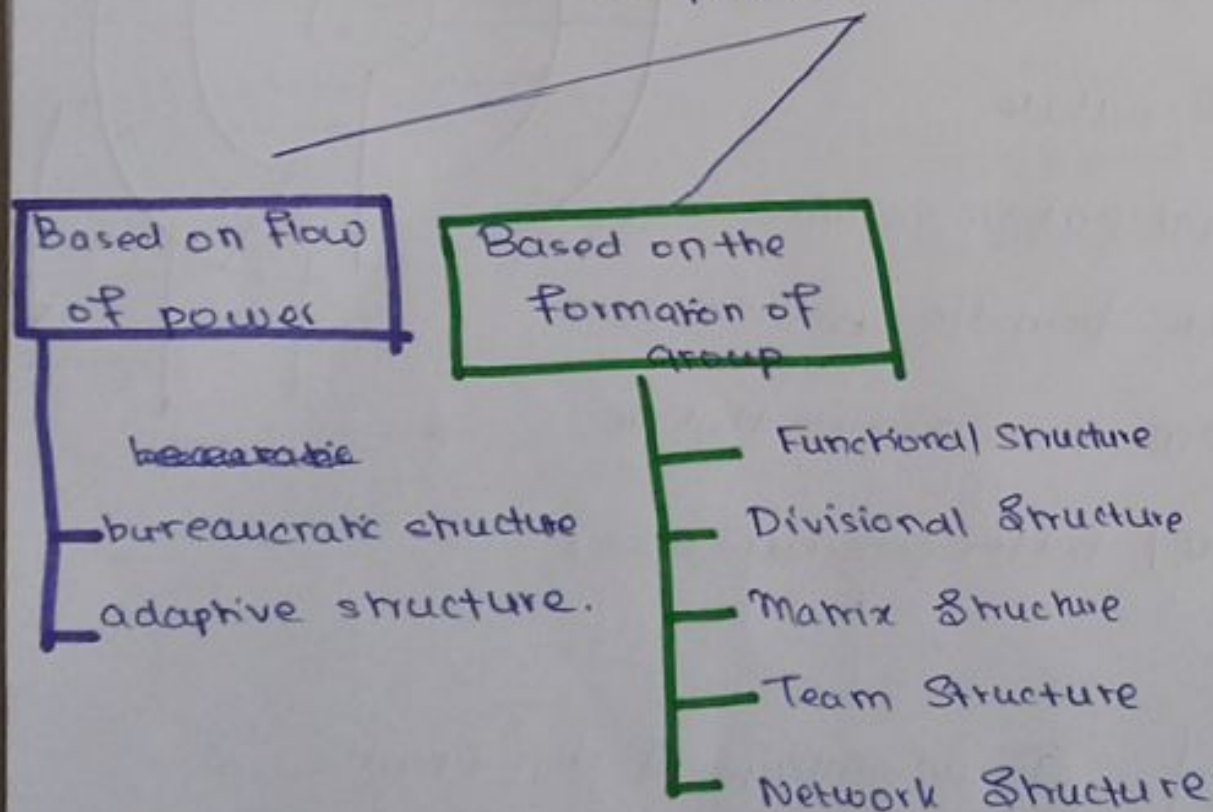 Based on flow
of power
Based on the
formation of
group
bureaucratic structure
adaptive structure.
Functional Structure
Divisional Structure
Matrix Structure
Team Structure
Network Structure